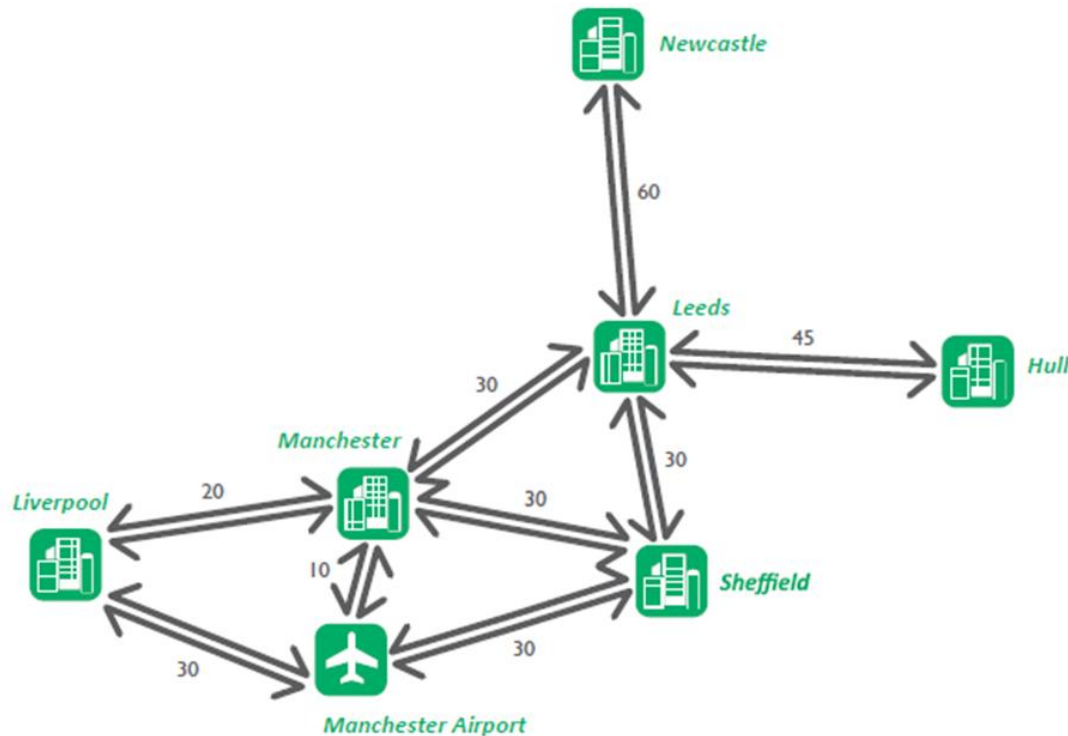 Newcastle
60
Leeds
45
Hull
30
Manchester
30
20
30
Liverpool
10
Sheffield
30
30
Manchester Airport